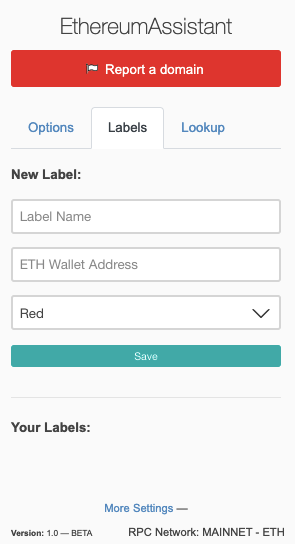 EthereumAssistant
Report a domain
Options Labels Lookup
New Label:
Label Name
ETH Wallet Address
Red
Save
Your Labels:
More Settings —
Version: 1.0 — BETA RPC Network: MAINNET - ETH